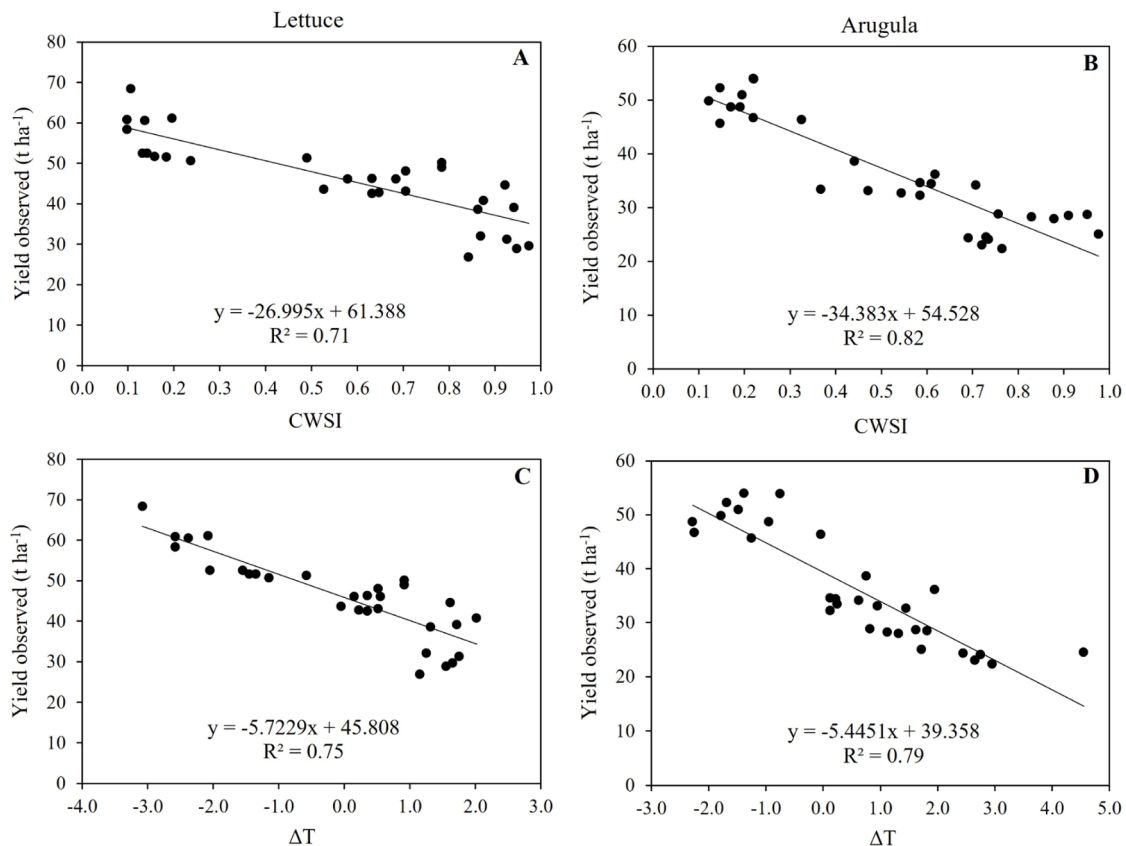 Lettuce
A
Yield observed (t ha⁻¹)
80
70
60
50
40
30
20
10
0
y = -26.995x + 61.388
R² = 0.71
0.0 0.1 0.2 0.3 0.4 0.5 0.6 0.7 0.8 0.9 1.0
CWSI
Arugula
B
Yield observed (t ha⁻¹)
60
50
40
30
20
10
0
y = -34.383x + 54.528
R² = 0.82
0.0 0.1 0.2 0.3 0.4 0.5 0.6 0.7 0.8 0.9 1.0
CWSI
C
Yield observed (t ha⁻¹)
80
70
60
50
40
30
20
10
0
y = -5.7229x + 45.808
R² = 0.75
-4.0 -3.0 -2.0 -1.0 0.0 1.0 2.0 3.0
ΔT
D
Yield observed (t ha⁻¹)
60
50
40
30
20
10
0
y = -5.4451x + 39.358
R² = 0.79
-3.0 -2.0 -1.0 0.0 1.0 2.0 3.0 4.0 5.0
ΔT